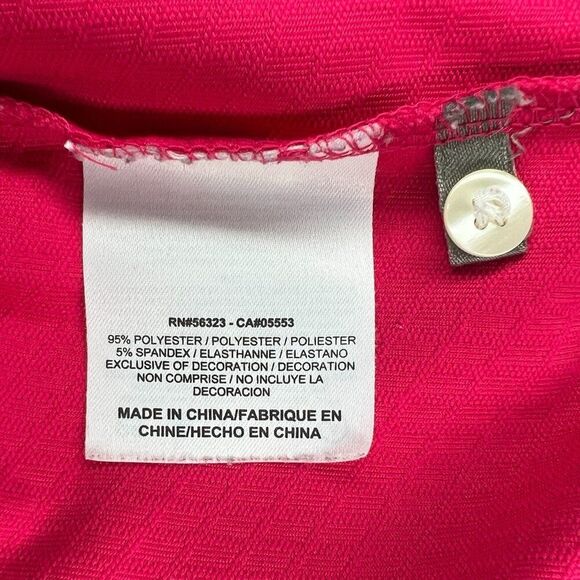 RN#56323 - CA#05553
95% POLYESTER / POLYESTER / POLIESTER
5% SPANDEX / ELASTHANNE / ELASTANO
EXCLUSIVE OF DECORATION / DECORATION
NON COMPRISE / NO INCLUYE LA
DECORACION
MADE IN CHINA/FABRIQUE EN
CHINE/HECHO EN CHINA